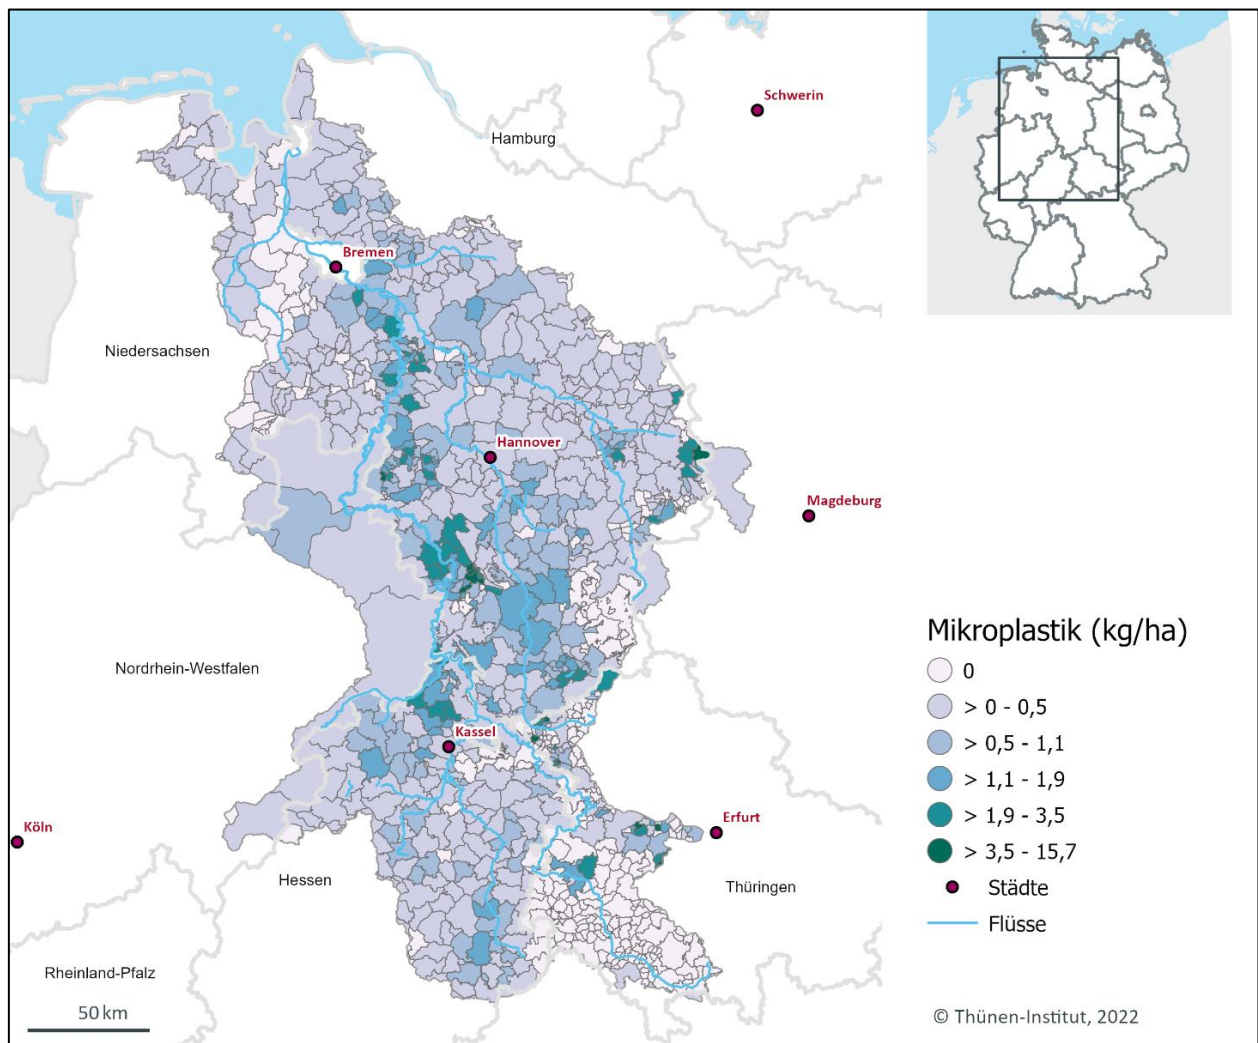 Schwerin
Hamburg
Bremen
Niedersachsen
Hannover
Magdeburg
Nordrhein-Westfalen
Kassel
Köln
Erfurt
Hessen
Thüringen
Rheinland-Pfalz
50 km
Mikroplastik (kg/ha)
0
> 0 - 0,5
> 0,5 - 1,1
> 1,1 - 1,9
> 1,9 - 3,5
> 3,5 - 15,7
Städte
Flüsse
© Thünen-Institut, 2022